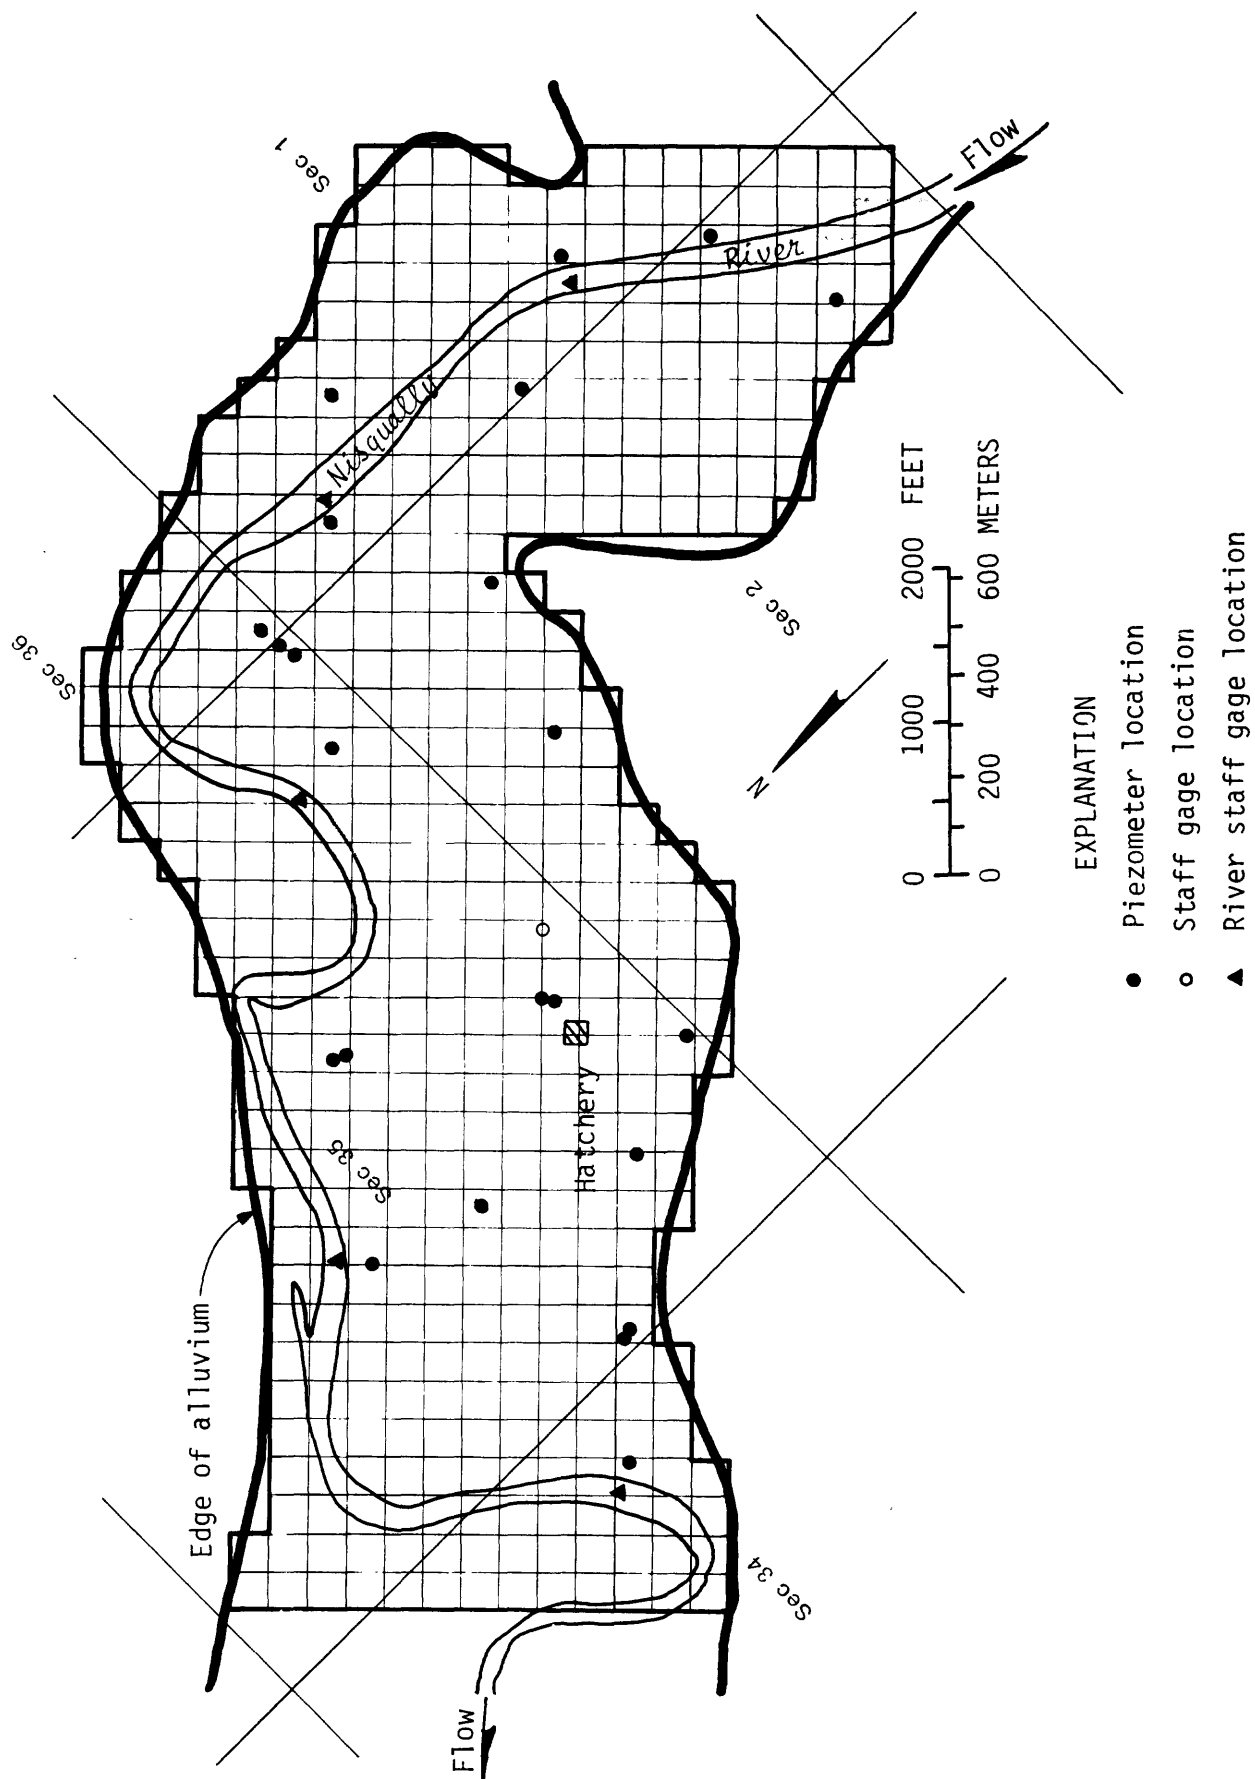 Sec 36
Sec 1
Edge of alluvium
Nisqually
River
Flow
Sec 35
Hatchery
Sec 2
Sec 34
Flow
N
0 1000 2000 FEET
0 200 400 600 METERS
EXPLANATION
Piezometer location
Staff gage location
River staff gage location